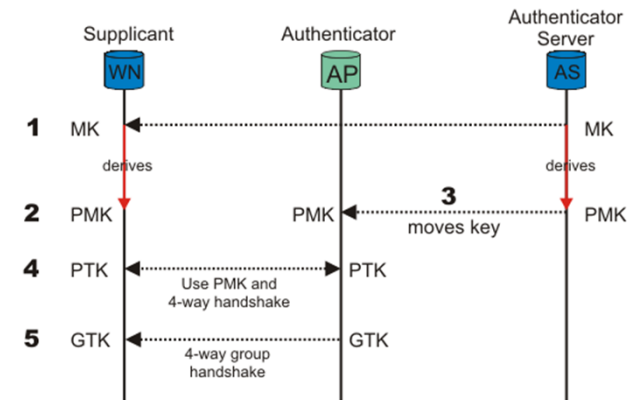 Supplicant
Authenticator
Authenticator
Server
WN
AP
AS
1
MK
MK
derives
derives
2
PMK
PMK
3
PMK
moves key
4
PTK
PTK
Use PMK and
4-way handshake
5
GTK
GTK
4-way group
handshake